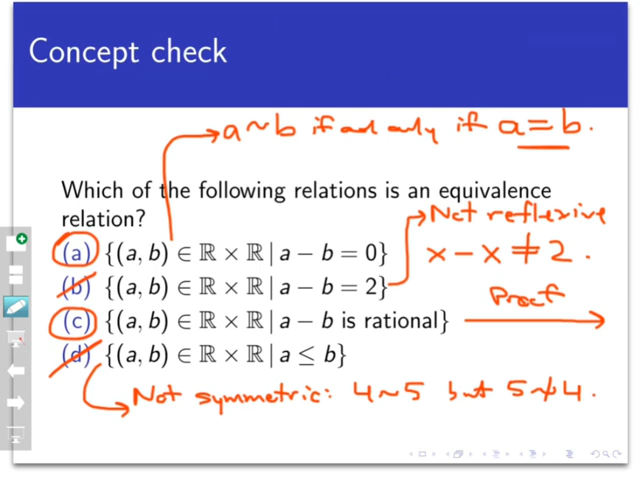 Concept check
a ~ b if and only if a = b.
Which of the following relations is an equivalence
relation?
Not reflexive
(a) {(a, b) ∈ ℝ × ℝ | a − b = 0}
x − x ≠ 2.
(b) {(a, b) ∈ ℝ × ℝ | a − b = 2}
Proof
(c) {(a, b) ∈ ℝ × ℝ | a − b is rational}
(d) {(a, b) ∈ ℝ × ℝ | a ≤ b}
Not symmetric: 4 ~ 5 but 5 ≁ 4.